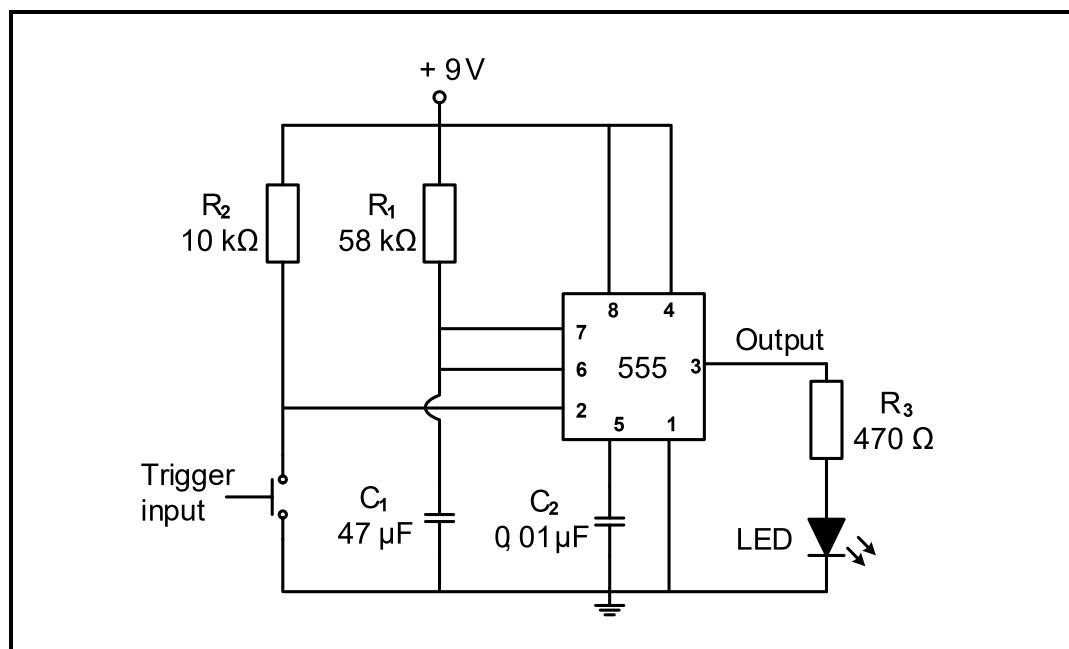 + 9V
R2
10 kΩ
R1
58 kΩ
8
4
7
6
555
3
2
5
1
Output
R3
470 Ω
Trigger
input
C1
47 µF
C2
0,01µF
LED